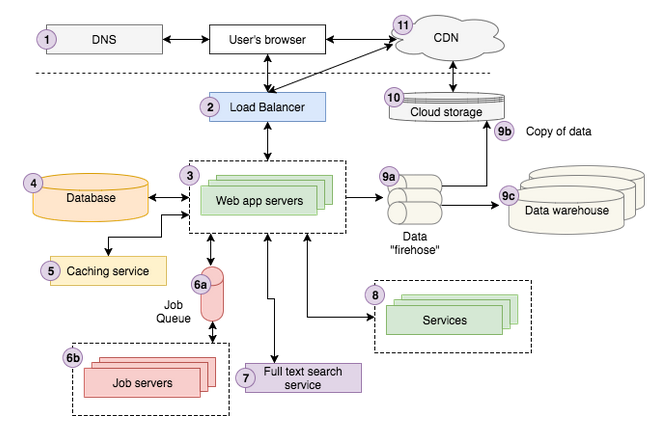 1
DNS
User's browser
11
CDN
2
Load Balancer
10
Cloud storage
9b
Copy of data
3
Web app servers
4
Database
9a
Data
"firehose"
9c
Data warehouse
5
Caching service
6a
Job
Queue
8
Services
6b
Job servers
7
Full text search
service